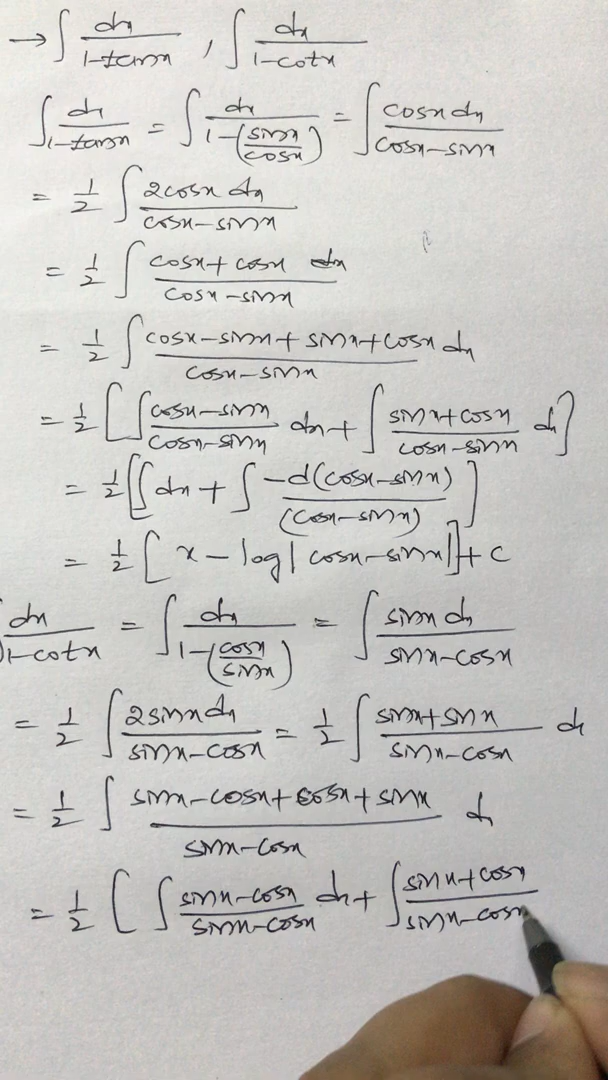 → ∫ dx / 1-tanx , ∫ dx / 1-cotx
∫ dx / 1-tanx = ∫ dx / 1-(sinx/cosx) = ∫ cosx dx / cosx-sinx
= 1/2 ∫ 2cosx dx / cosx-sinx
= 1/2 ∫ cosx+cosx dx / cosx-sinx
= 1/2 ∫ cosx-sinx+sinx+cosx dx / cosx-sinx
= 1/2 [∫ cosx-sinx / cosx-sinx dx + ∫ sinx+cosx / cosx-sinx dx]
= 1/2 [∫ dx + ∫ -d(cosx-sinx) / (cosx-sinx)]
= 1/2 [x - log|cosx-sinx|] + c
∫ dx / 1-cotx = ∫ dx / 1-(cosx/sinx) = ∫ sinx dx / sinx-cosx
= 1/2 ∫ 2sinx dx / sinx-cosx = 1/2 ∫ sinx+sinx / sinx-cosx dx
= 1/2 ∫ sinx-cosx+cosx+sinx / sinx-cosx dx
= 1/2 [ ∫ sinx-cosx / sinx-cosx dx + ∫ sinx+cosx / sinx-cosx